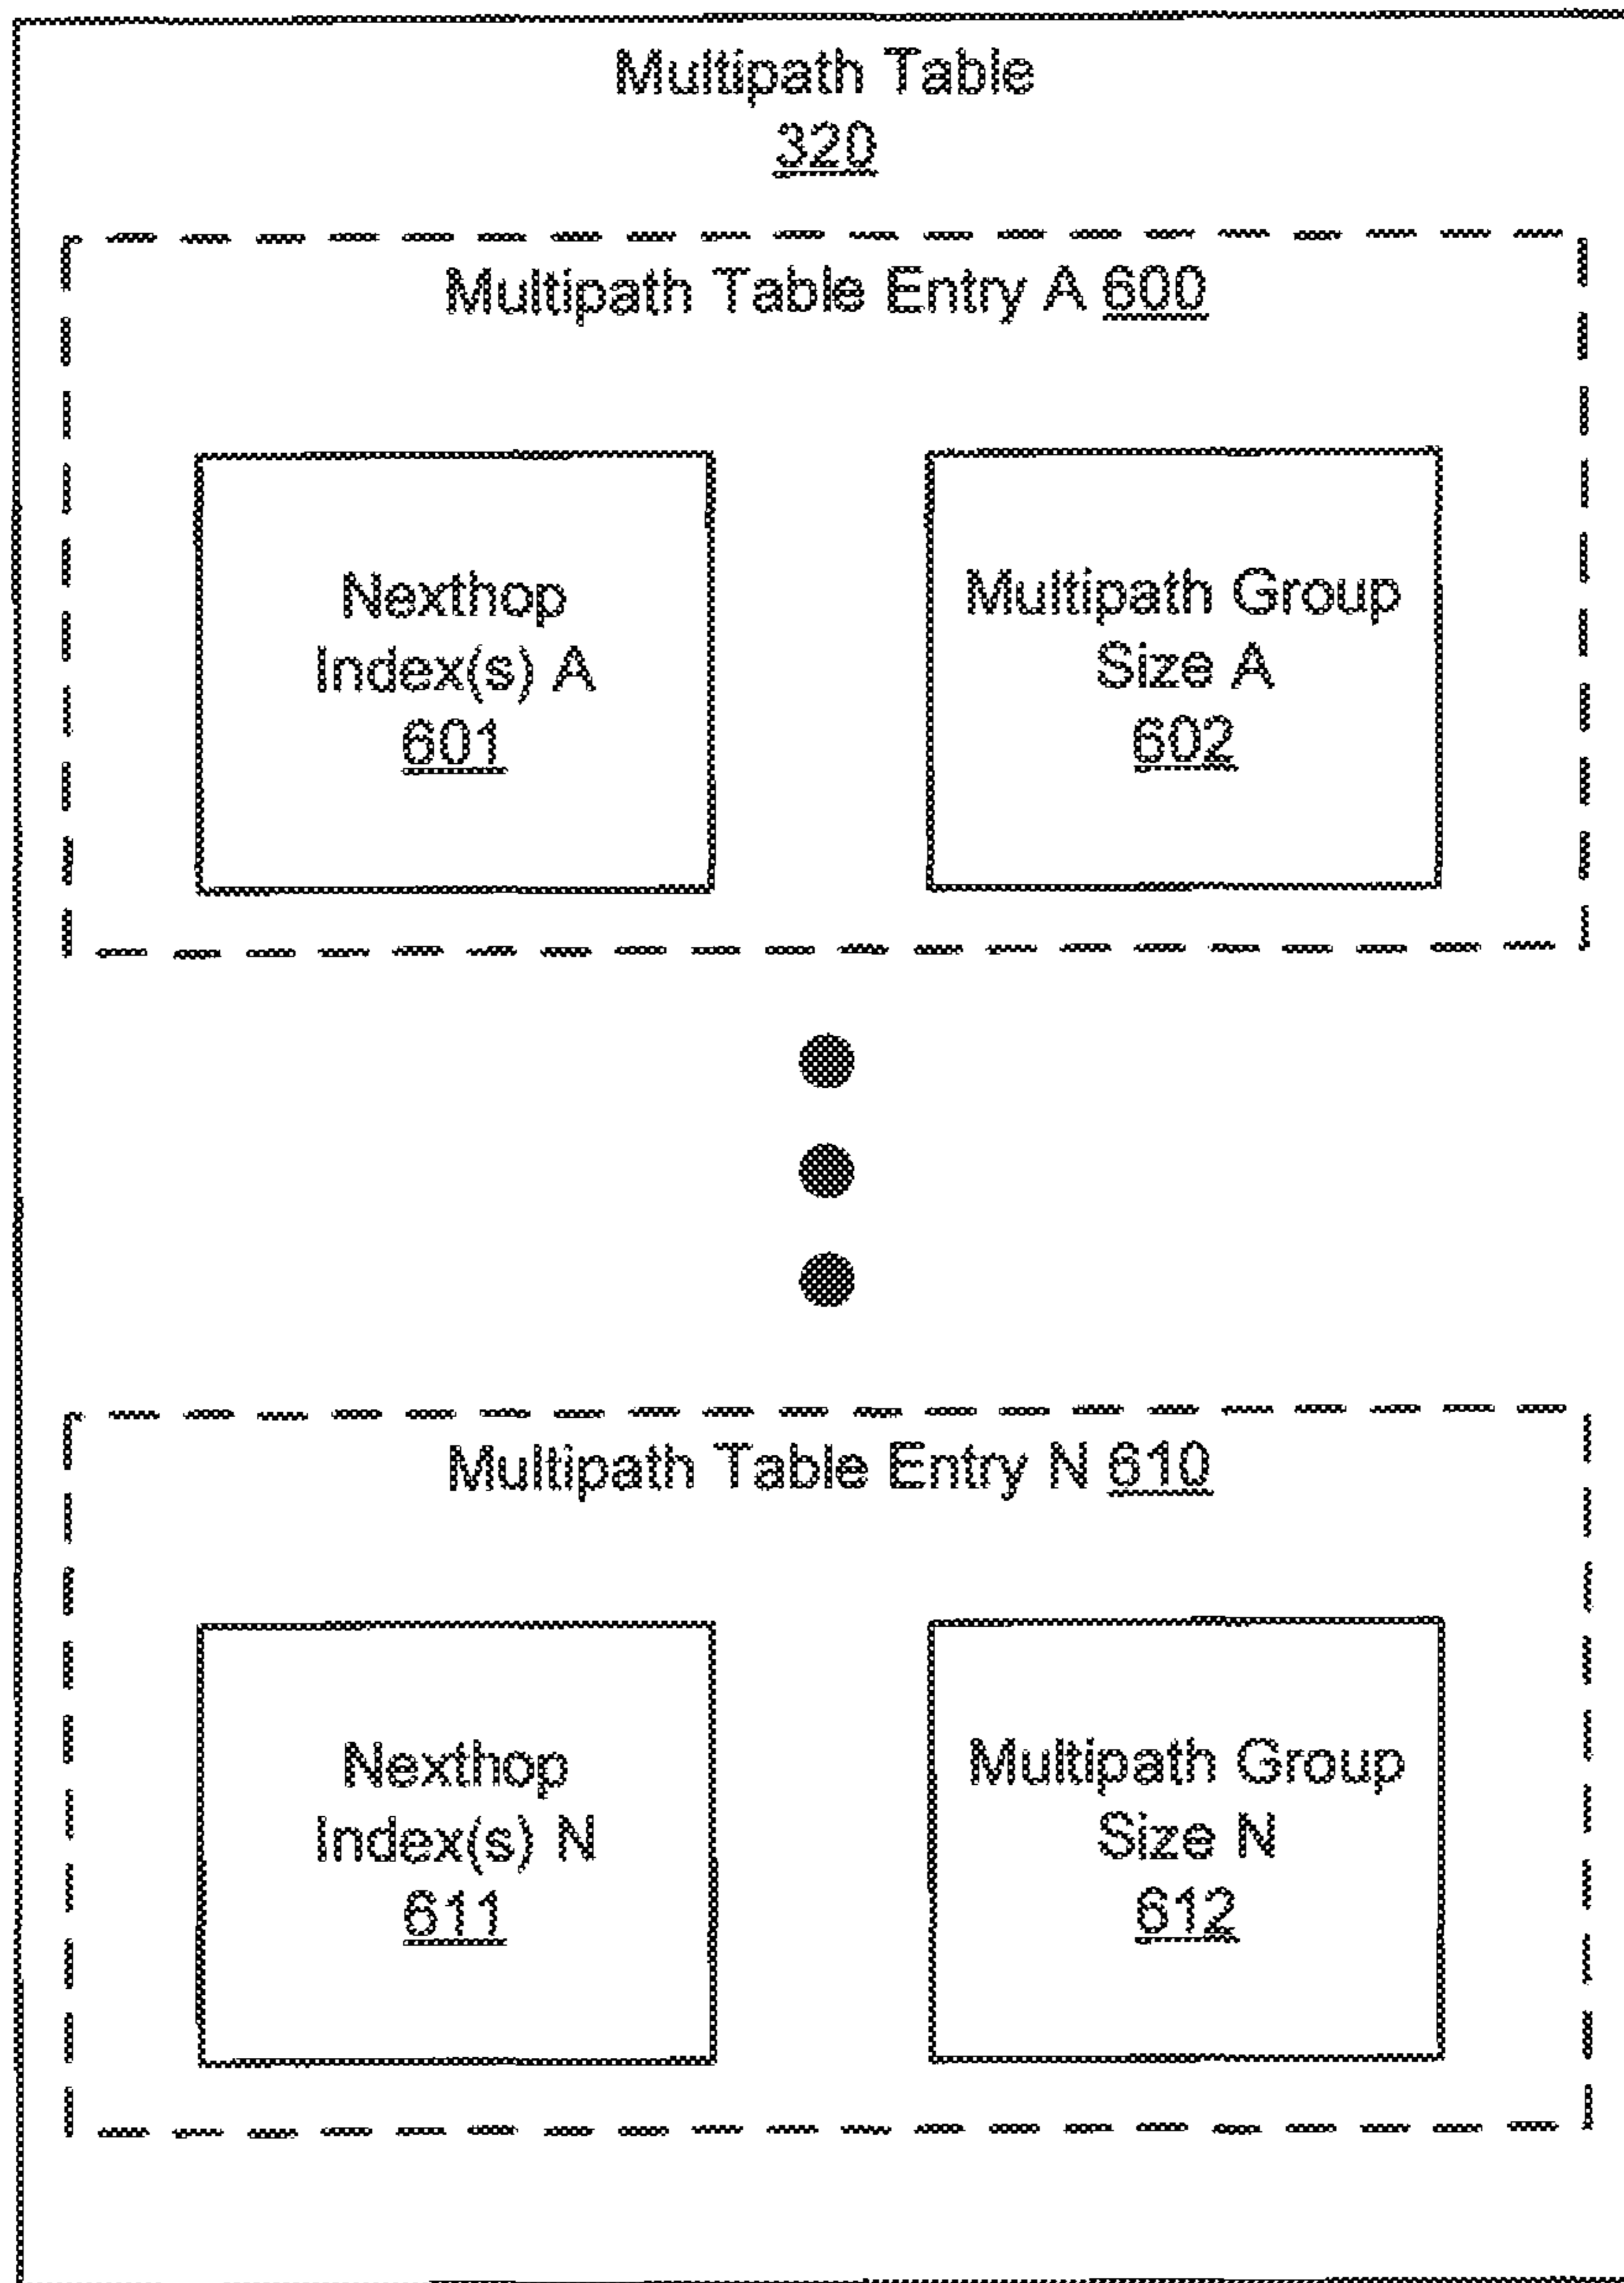 Multipath Table
320
Multipath Table Entry A 600
Nexthop
Index(s) A
601
Multipath Group
Size A
602
Multipath Table Entry N 610
Nexthop
Index(s) N
611
Multipath Group
Size N
612